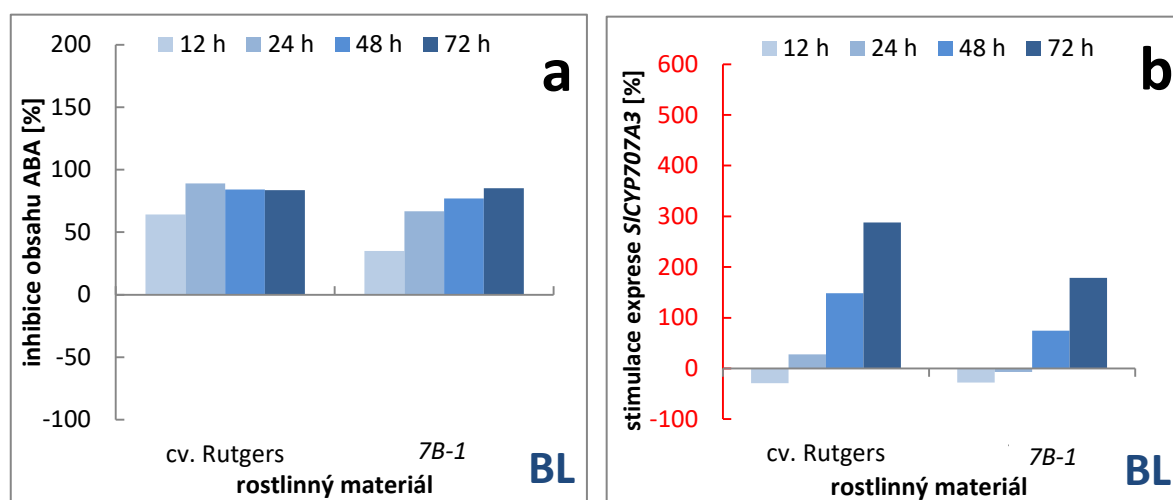 12 h 24 h 48 h 72 h
a
inhibice obsahu ABA [%]
200
150
100
50
0
-50
-100
cv. Rutgers 7B-1
rostlinný materiál
BL
12 h 24 h 48 h 72 h
b
stimulace exprese SlCYP707A3 [%]
600
500
400
300
200
100
0
-100
cv. Rutgers 7B-1
rostlinný materiál
BL